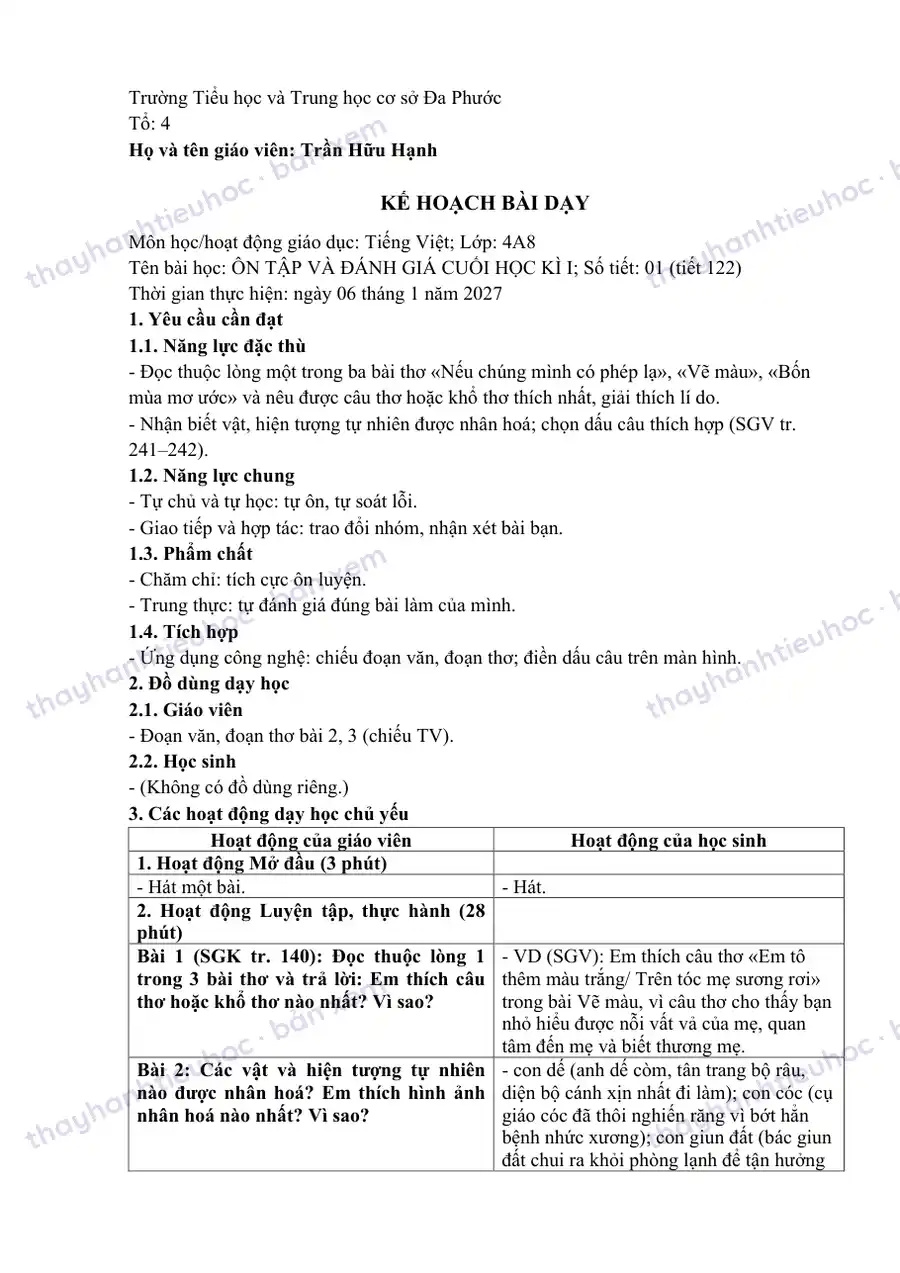 Trường Tiểu học và Trung học cơ sở Đa Phước
Tổ: 4
Họ và tên giáo viên: Trần Hữu Hạnh
KẾ HOẠCH BÀI DẠY
Môn học/hoạt động giáo dục: Tiếng Việt; Lớp: 4A8
Tên bài học: ÔN TẬP VÀ ĐÁNH GIÁ CUỐI HỌC KÌ I; Số tiết: 01 (tiết 122)
Thời gian thực hiện: ngày 06 tháng 1 năm 2027
1. Yêu cầu cần đạt
1.1. Năng lực đặc thù
- Đọc thuộc lòng một trong ba bài thơ «Nếu chúng mình có phép lạ», «Vẽ màu», «Bốn
mùa mơ ước» và nêu được câu thơ hoặc khổ thơ thích nhất, giải thích lí do.
- Nhận biết vật, hiện tượng tự nhiên được nhân hoá; chọn dấu câu thích hợp (SGV tr.
241–242).
1.2. Năng lực chung
- Tự chủ và tự học: tự ôn, tự soát lỗi.
- Giao tiếp và hợp tác: trao đổi nhóm, nhận xét bài bạn.
1.3. Phẩm chất
- Chăm chỉ: tích cực ôn luyện.
- Trung thực: tự đánh giá đúng bài làm của mình.
1.4. Tích hợp
- Ứng dụng công nghệ: chiếu đoạn văn, đoạn thơ; điền dấu câu trên màn hình.
2. Đồ dùng dạy học
2.1. Giáo viên
- Đoạn văn, đoạn thơ bài 2, 3 (chiếu TV).
2.2. Học sinh
- (Không có đồ dùng riêng.)
3. Các hoạt động dạy học chủ yếu
Hoạt động của giáo viên
Hoạt động của học sinh
1. Hoạt động Mở đầu (3 phút)
- Hát một bài.
- Hát.
2. Hoạt động Luyện tập, thực hành (28
phút)
Bài 1 (SGK tr. 140): Đọc thuộc lòng 1
trong 3 bài thơ và trả lời: Em thích câu
thơ hoặc khổ thơ nào nhất? Vì sao?
- VD (SGV): Em thích câu thơ «Em tô
thêm màu trắng/ Trên tóc mẹ sương rơi»
trong bài Vẽ màu, vì câu thơ cho thấy bạn
nhỏ hiểu được nỗi vất vả của mẹ, quan
tâm đến mẹ và biết thương mẹ.
Bài 2: Các vật và hiện tượng tự nhiên
nào được nhân hoá? Em thích hình ảnh
nhân hoá nào nhất? Vì sao?
- con dế (anh dế còm, tân trang bộ râu,
diện bộ cánh xịn nhất đi làm); con cóc (cụ
giáo cóc đã thôi nghiến răng vì bớt hẳn
bệnh nhức xương); con giun đất (bác giun
đất chui ra khỏi phòng lạnh để tận hưởng
thayhanhtieuhoc · bản xem
thayhanhtieuhoc · b
thayhanhtieuhoc · bản xem
thayhanhtieuhoc · b
thayhanhtieuhoc · bản xem
thayhanhtieuhoc · b